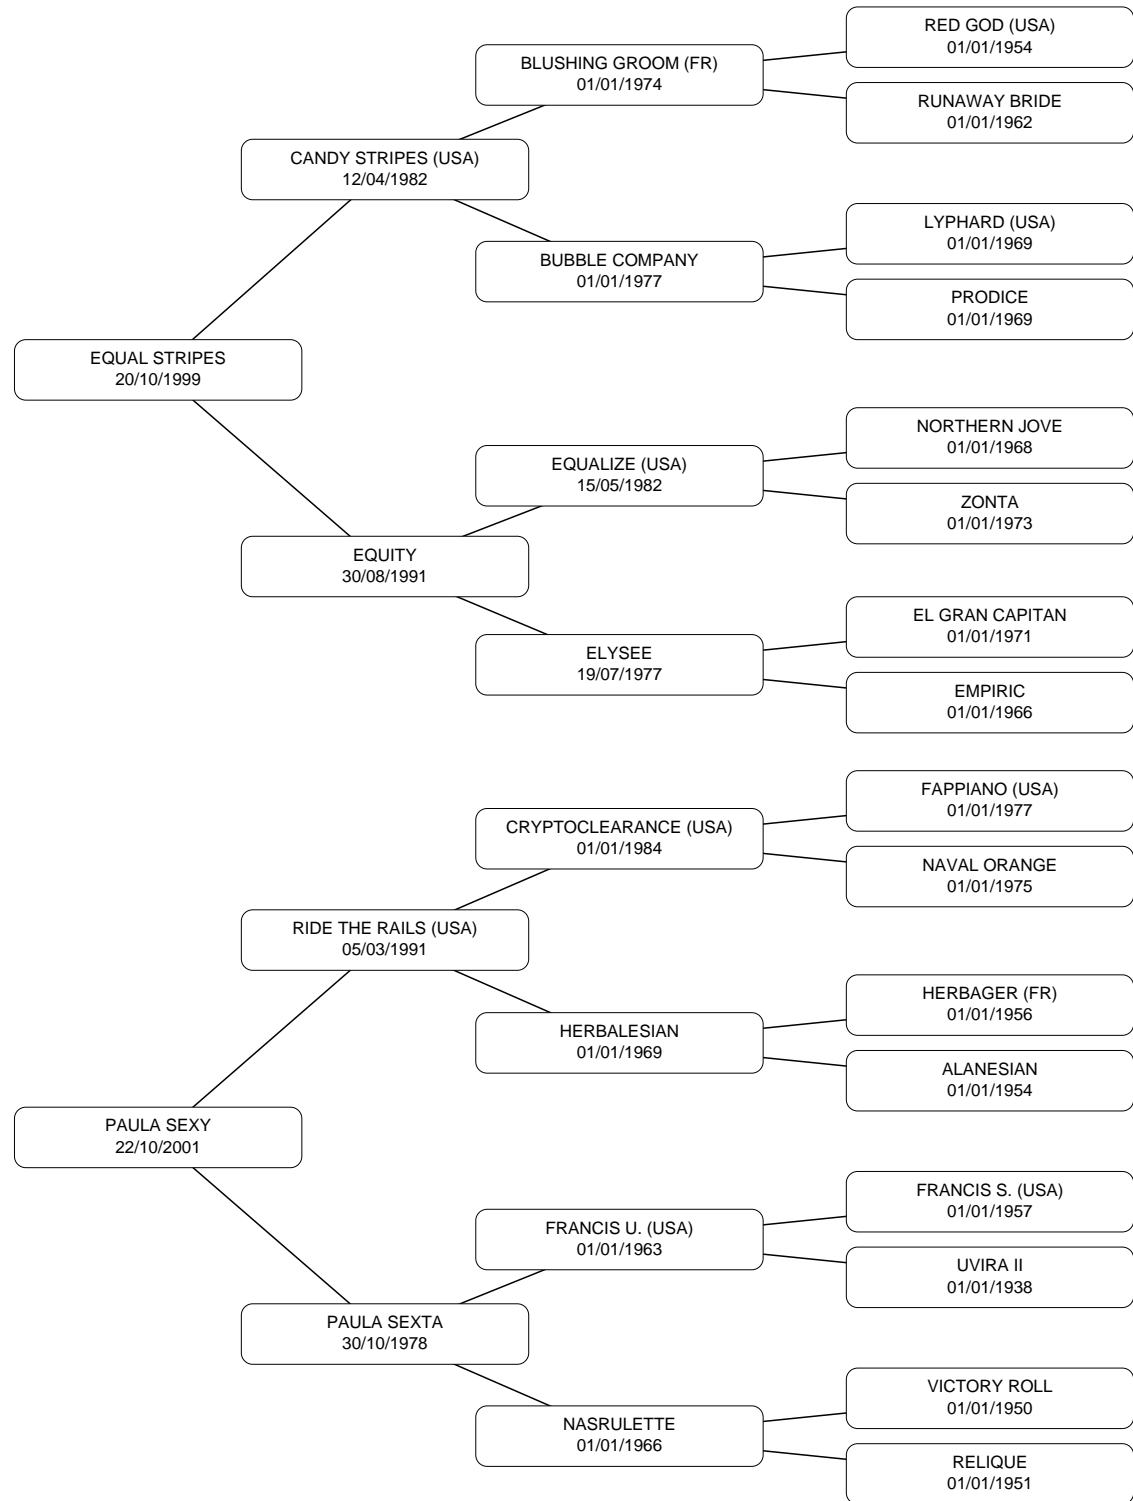 RED GOD (USA)
01/01/1954
BLUSHING GROOM (FR)
01/01/1974
RUNAWAY BRIDE
01/01/1962
CANDY STRIPES (USA)
12/04/1982
LYPHARD (USA)
01/01/1969
BUBBLE COMPANY
01/01/1977
PRODICE
01/01/1969
EQUAL STRIPES
20/10/1999
NORTHERN JOVE
01/01/1968
EQUALIZE (USA)
15/05/1982
ZONTA
01/01/1973
EQUITY
30/08/1991
EL GRAN CAPITAN
01/01/1971
ELYSEE
19/07/1977
EMPIRIC
01/01/1966
FAPPIANO (USA)
01/01/1977
CRYPTOCLEARANCE (USA)
01/01/1984
NAVAL ORANGE
01/01/1975
RIDE THE RAILS (USA)
05/03/1991
HERBAGER (FR)
01/01/1956
HERBALESIAN
01/01/1969
ALANESIAN
01/01/1954
PAULA SEXY
22/10/2001
FRANCIS S. (USA)
01/01/1957
FRANCIS U. (USA)
01/01/1963
UVIRA II
01/01/1938
PAULA SEXTA
30/10/1978
VICTORY ROLL
01/01/1950
NASRULETTE
01/01/1966
RELIQUE
01/01/1951